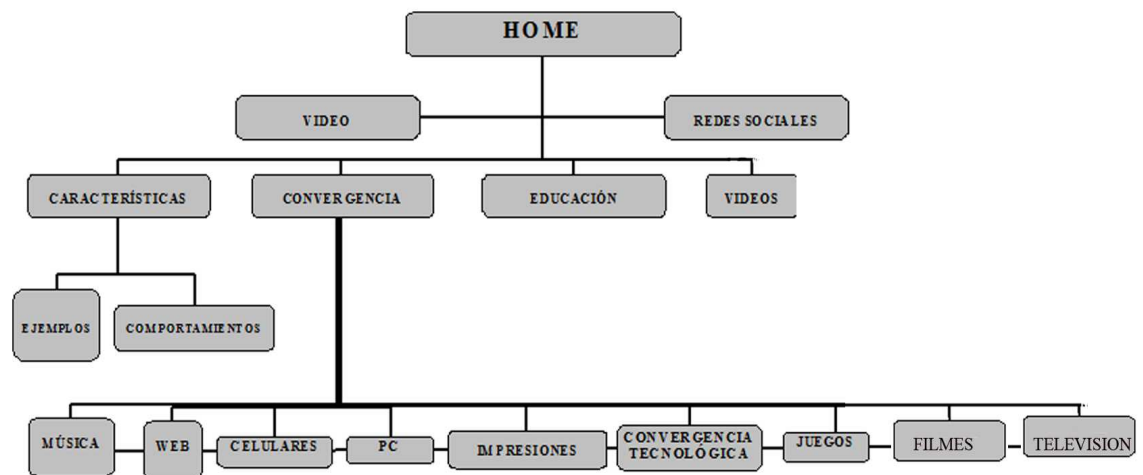 HOME
VIDEO
REDES SOCIALES
CARACTERÍSTICAS
CONVERGENCIA
EDUCACIÓN
VIDEOS
EJEMPLOS
COMPORTAMIENTOS
MÚSICA
WEB
CELULARES
PC
IMPRESIONES
CONVERGENCIA
TECNOLÓGICA
JUEGOS
FILMES
TELEVISION